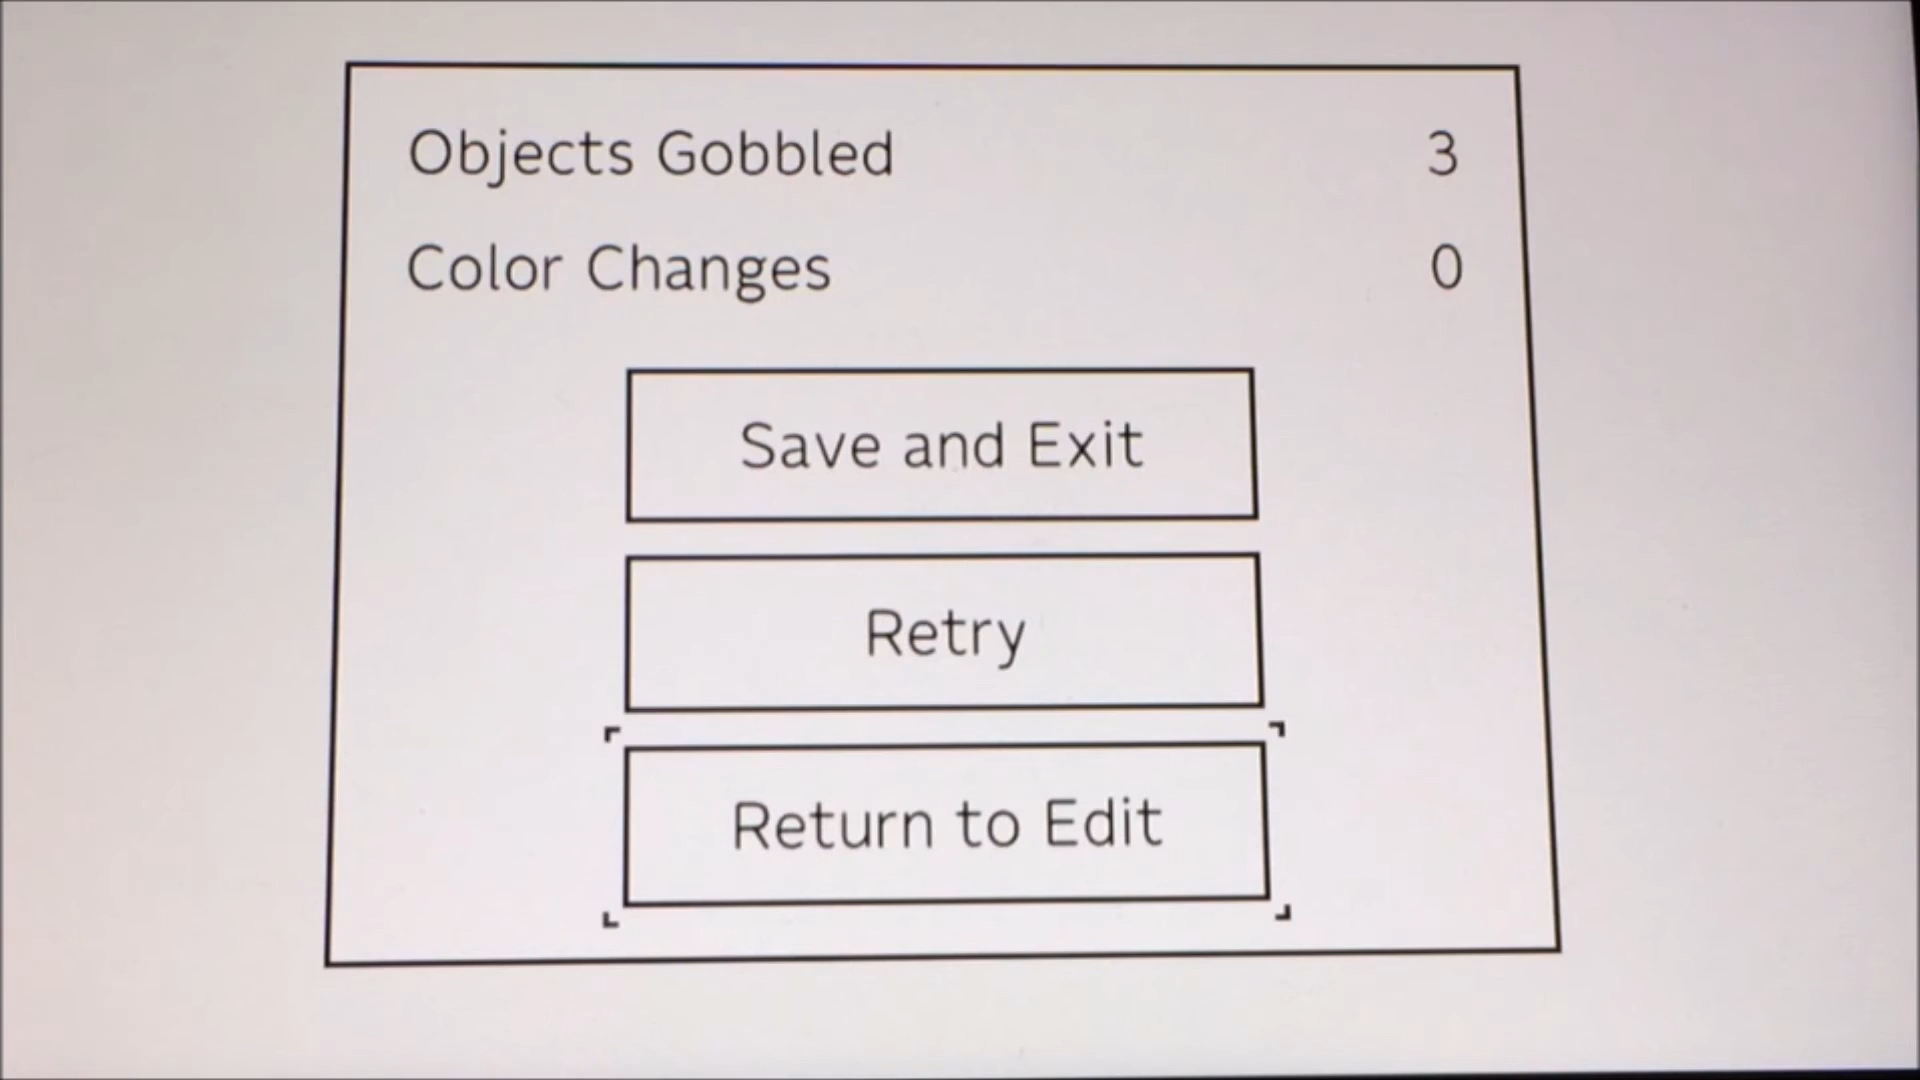 Objects Gobbled 3
Color Changes 0
Save and Exit
Retry
Return to Edit